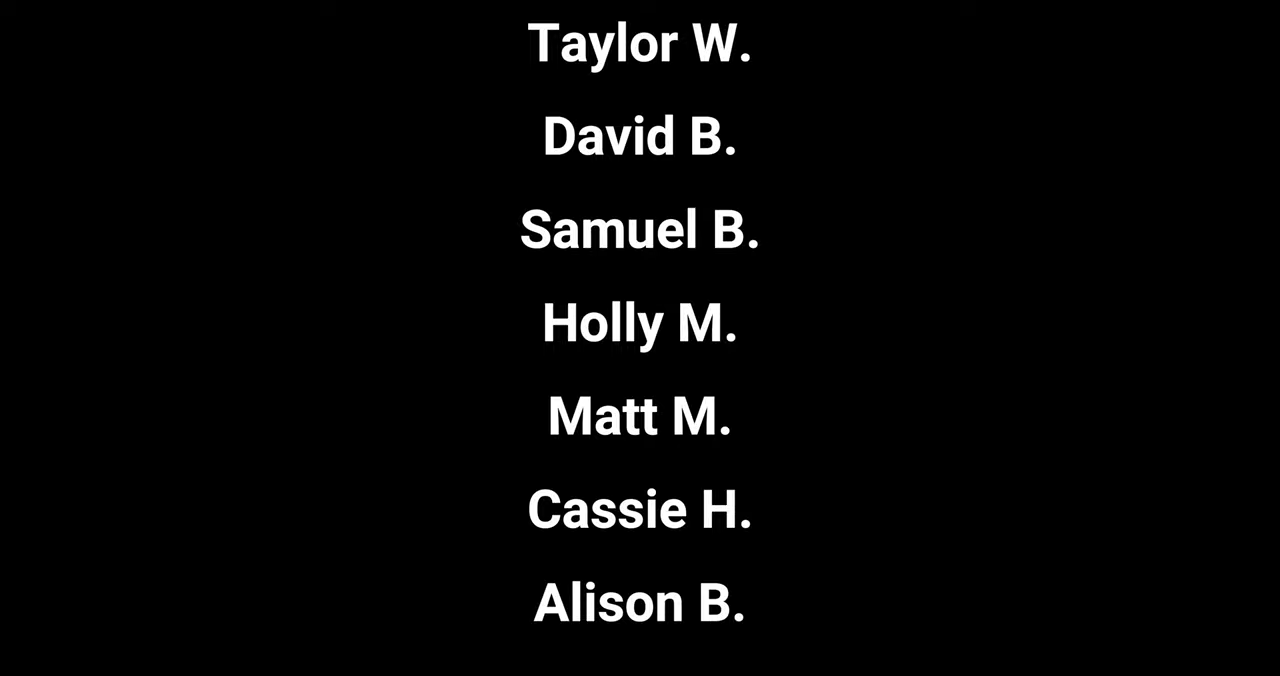 Taylor W.
David B.
Samuel B.
Holly M.
Matt M.
Cassie H.
Alison B.